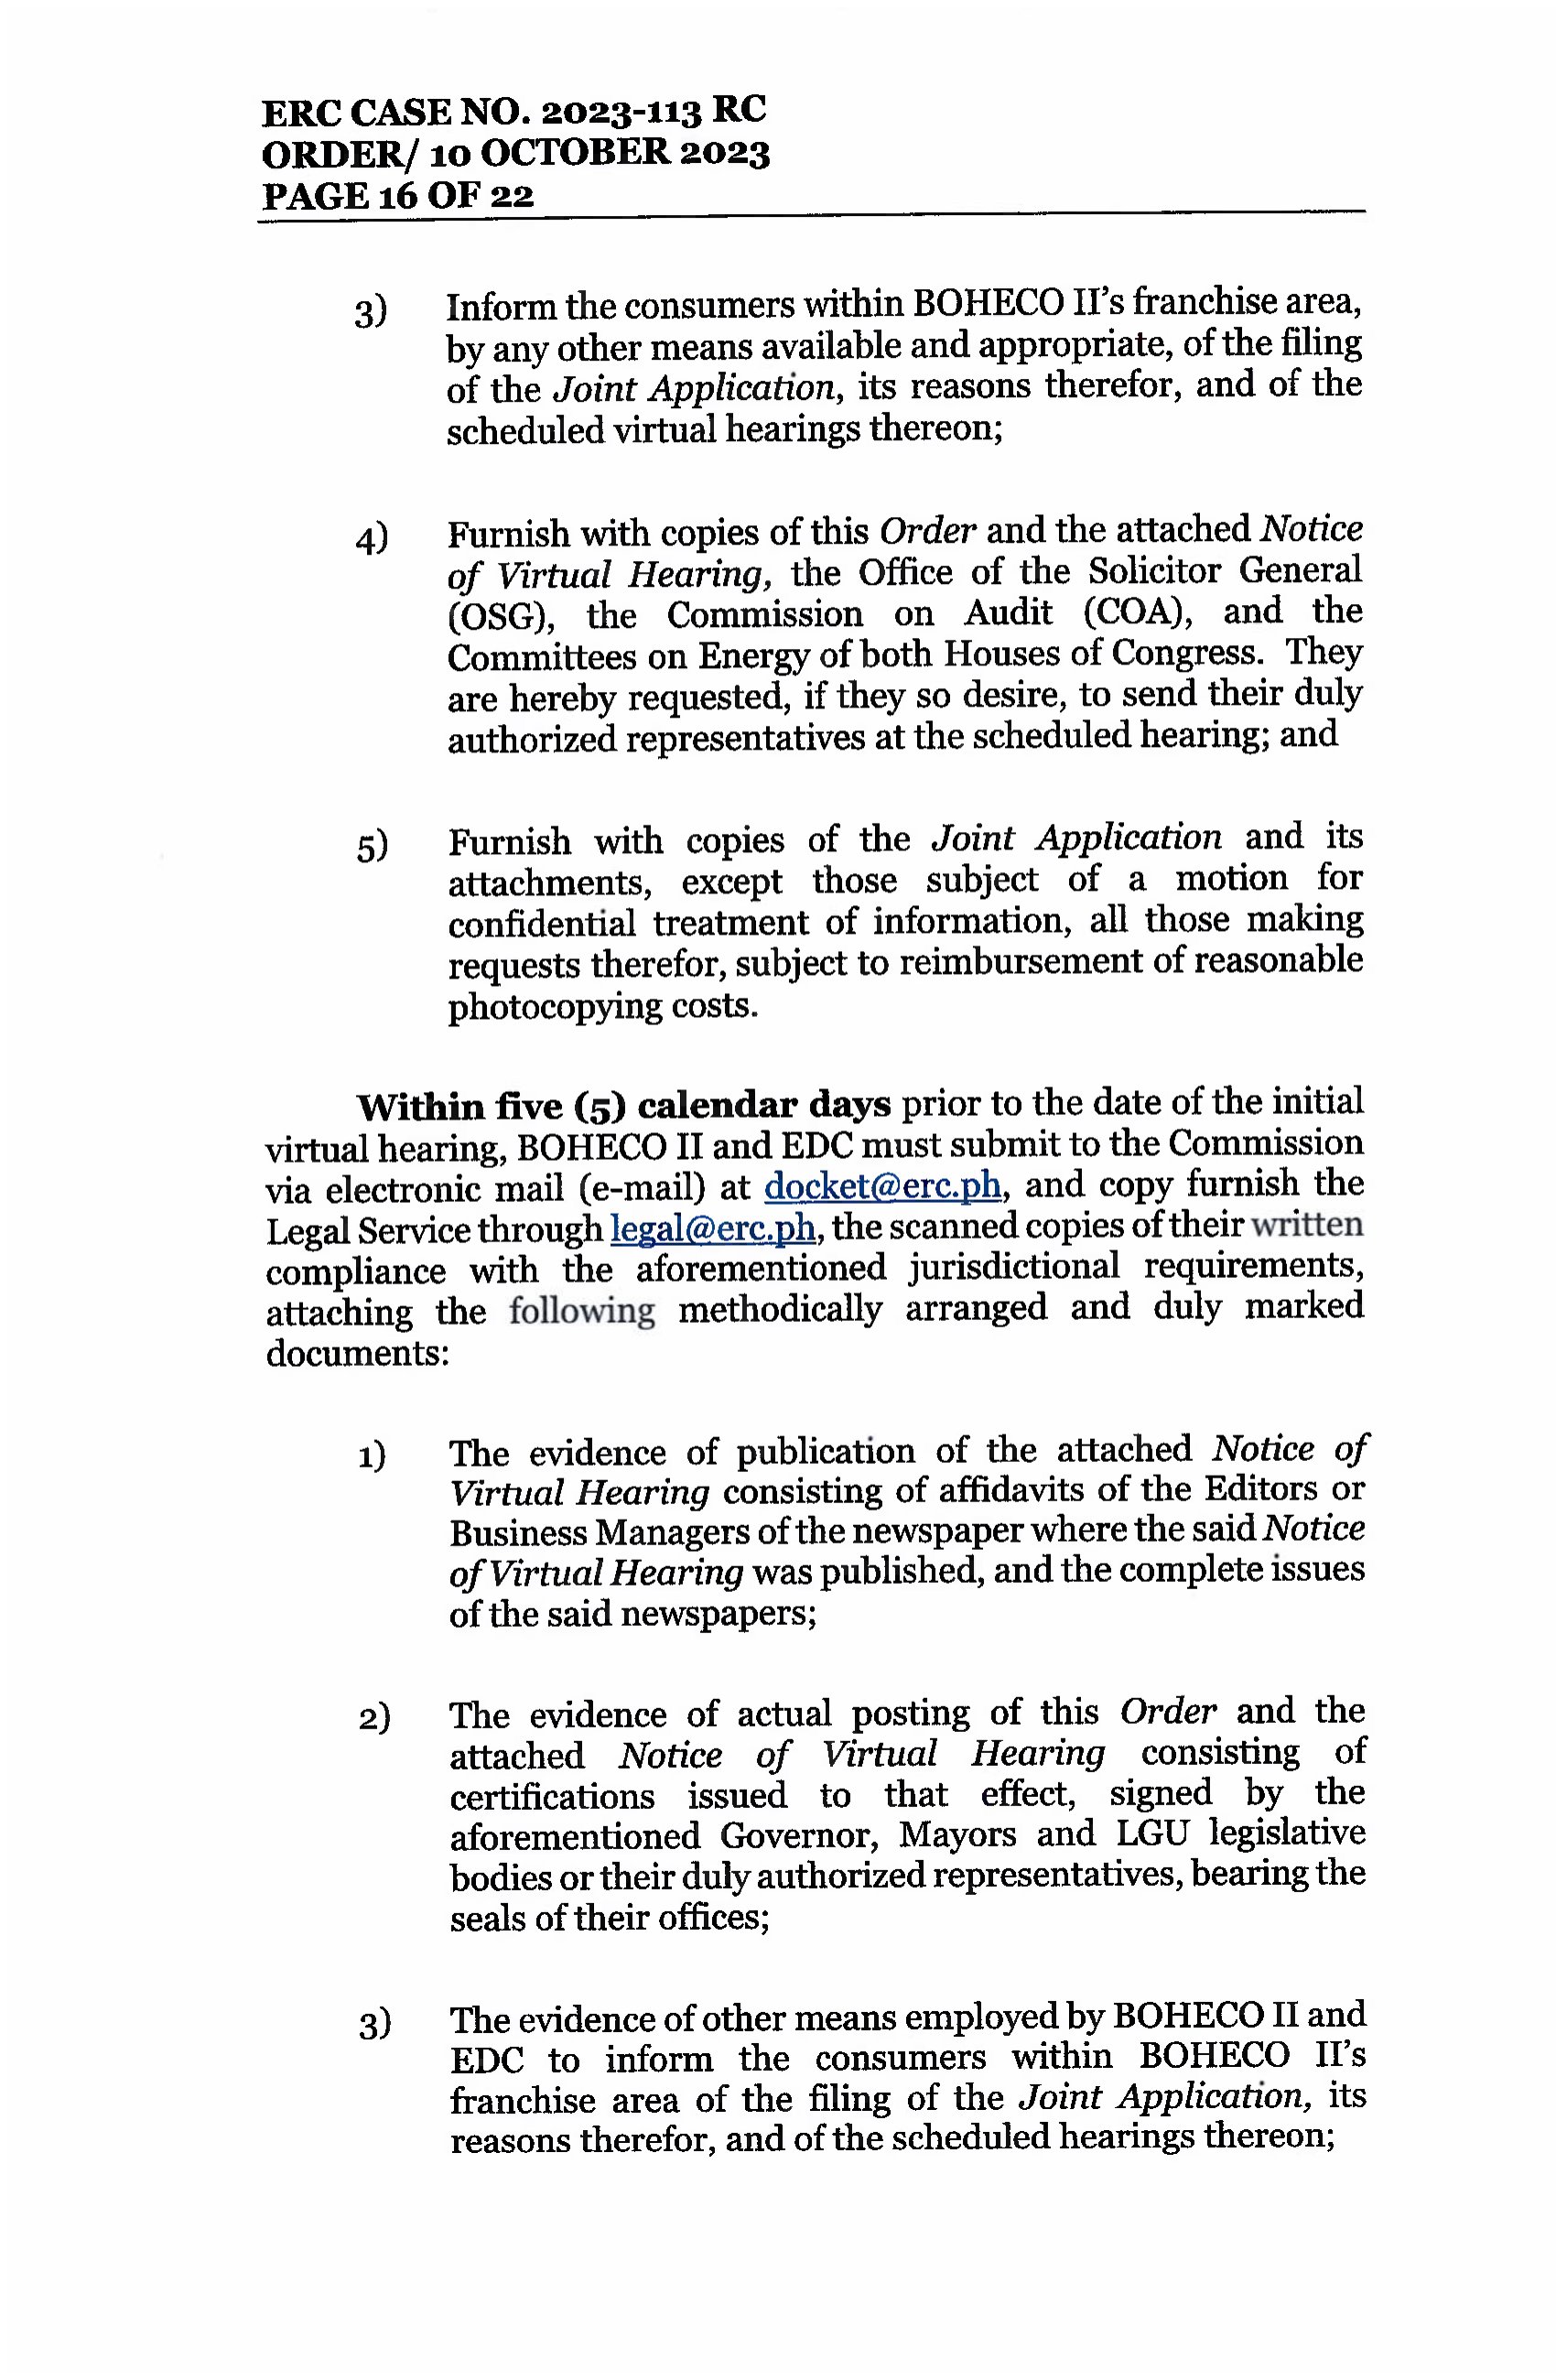 ERC CASE NO. 2023-113 RC
ORDER/ 10 OCTOBER 2023
PAGE 16 OF 22
3) Inform the consumers within BOHECO II’s franchise area,
by any other means available and appropriate, of the filing
of the Joint Application, its reasons therefor, and of the
scheduled virtual hearings thereon;
4) Furnish with copies of this Order and the attached Notice
of Virtual Hearing, the Office of the Solicitor General
(OSG), the Commission on Audit (COA), and the
Committees on Energy of both Houses of Congress. They
are hereby requested, if they so desire, to send their duly
authorized representatives at the scheduled hearing; and
5) Furnish with copies of the Joint Application and its
attachments, except those subject of a motion for
confidential treatment of information, all those making
requests therefor, subject to reimbursement of reasonable
photocopying costs.
Within five (5) calendar days prior to the date of the initial
virtual hearing, BOHECO II and EDC must submit to the Commission
via electronic mail (e-mail) at docket@erc.ph, and copy furnish the
Legal Service through legal@erc.ph, the scanned copies of their written
compliance with the aforementioned jurisdictional requirements,
attaching the following methodically arranged and duly marked
documents:
1) The evidence of publication of the attached Notice of
Virtual Hearing consisting of affidavits of the Editors or
Business Managers of the newspaper where the said Notice
of Virtual Hearing was published, and the complete issues
of the said newspapers;
2) The evidence of actual posting of this Order and the
attached Notice of Virtual Hearing consisting of
certifications issued to that effect, signed by the
aforementioned Governor, Mayors and LGU legislative
bodies or their duly authorized representatives, bearing the
seals of their offices;
3) The evidence of other means employed by BOHECO II and
EDC to inform the consumers within BOHECO II’s
franchise area of the filing of the Joint Application, its
reasons therefor, and of the scheduled hearings thereon;